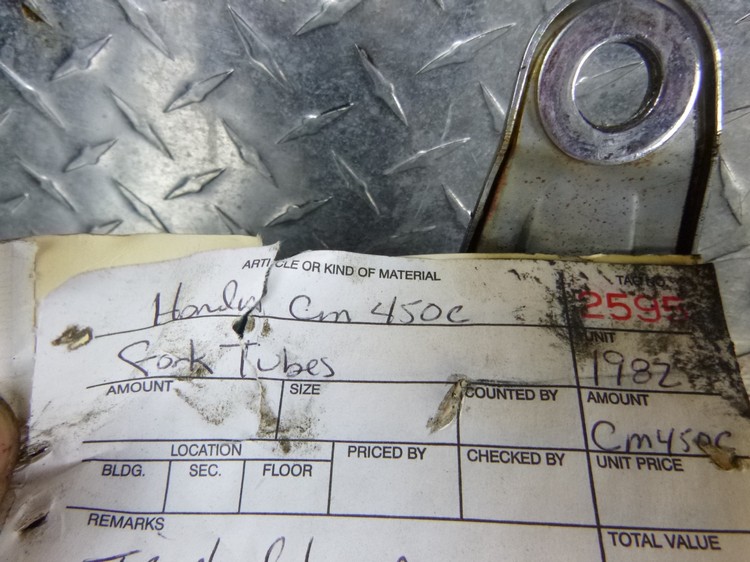 ARTICLE OR KIND OF MATERIAL
TAG NO.
Honda Cm 450c
2595
UNIT
Fork Tubes
1982
AMOUNT SIZE COUNTED BY AMOUNT
Cm450c
LOCATION PRICED BY CHECKED BY UNIT PRICE
BLDG. SEC. FLOOR
REMARKS
TOTAL VALUE